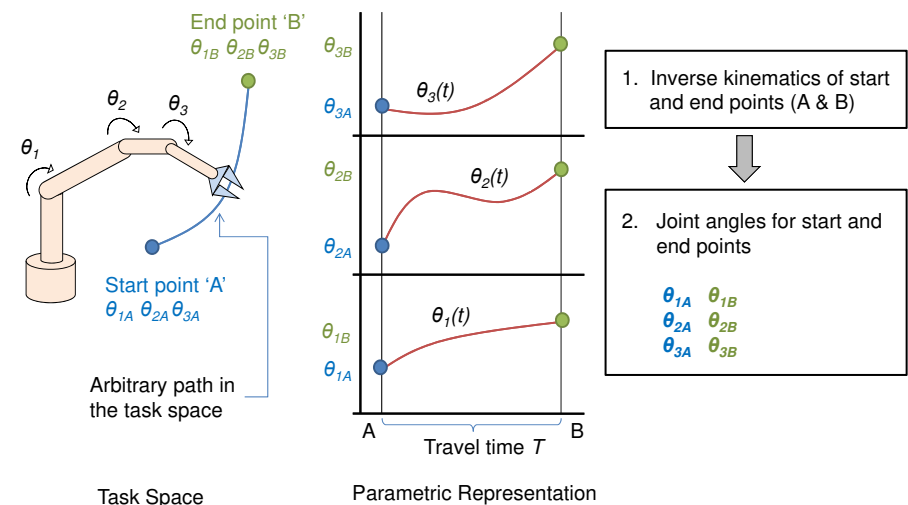 End point ‘B’
θ1B θ2B θ3B
θ2
θ3
θ1
Start point ‘A’
θ1A θ2A θ3A
Arbitrary path in
the task space
Task Space
θ3B
θ3(t)
θ3A
θ2B
θ2(t)
θ2A
θ1(t)
θ1B
θ1A
A
B
Travel time T
Parametric Representation
1. Inverse kinematics of start
and end points (A & B)
2. Joint angles for start and
end points
θ1A θ1B
θ2A θ2B
θ3A θ3B